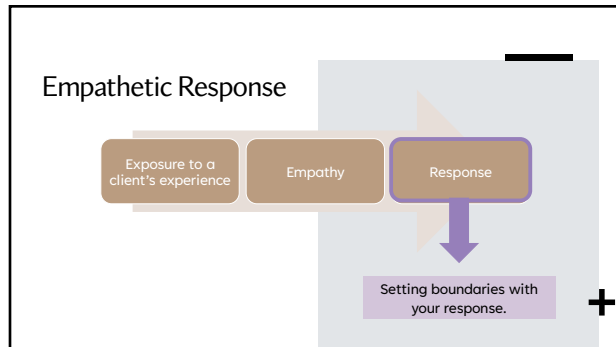 Empathetic Response
Exposure to a
client's experience
Empathy
Response
Setting boundaries with
your response.